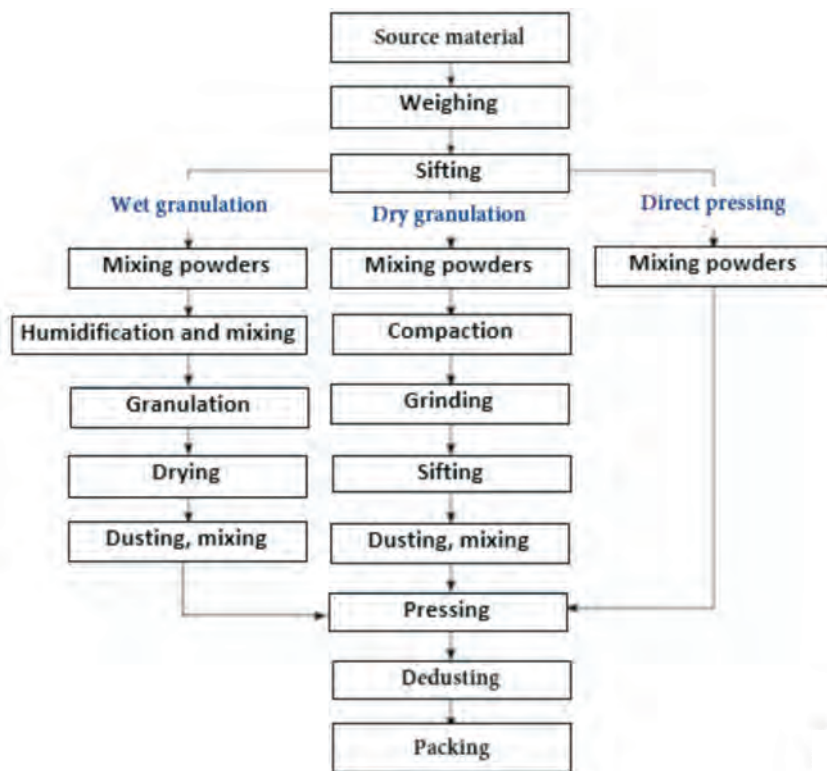 Source material
Weighing
Sifting
Wet granulation
Dry granulation
Direct pressing
Mixing powders
Mixing powders
Mixing powders
Humidification and mixing
Compaction
Granulation
Grinding
Drying
Sifting
Dusting, mixing
Dusting, mixing
Pressing
Dedusting
Packing